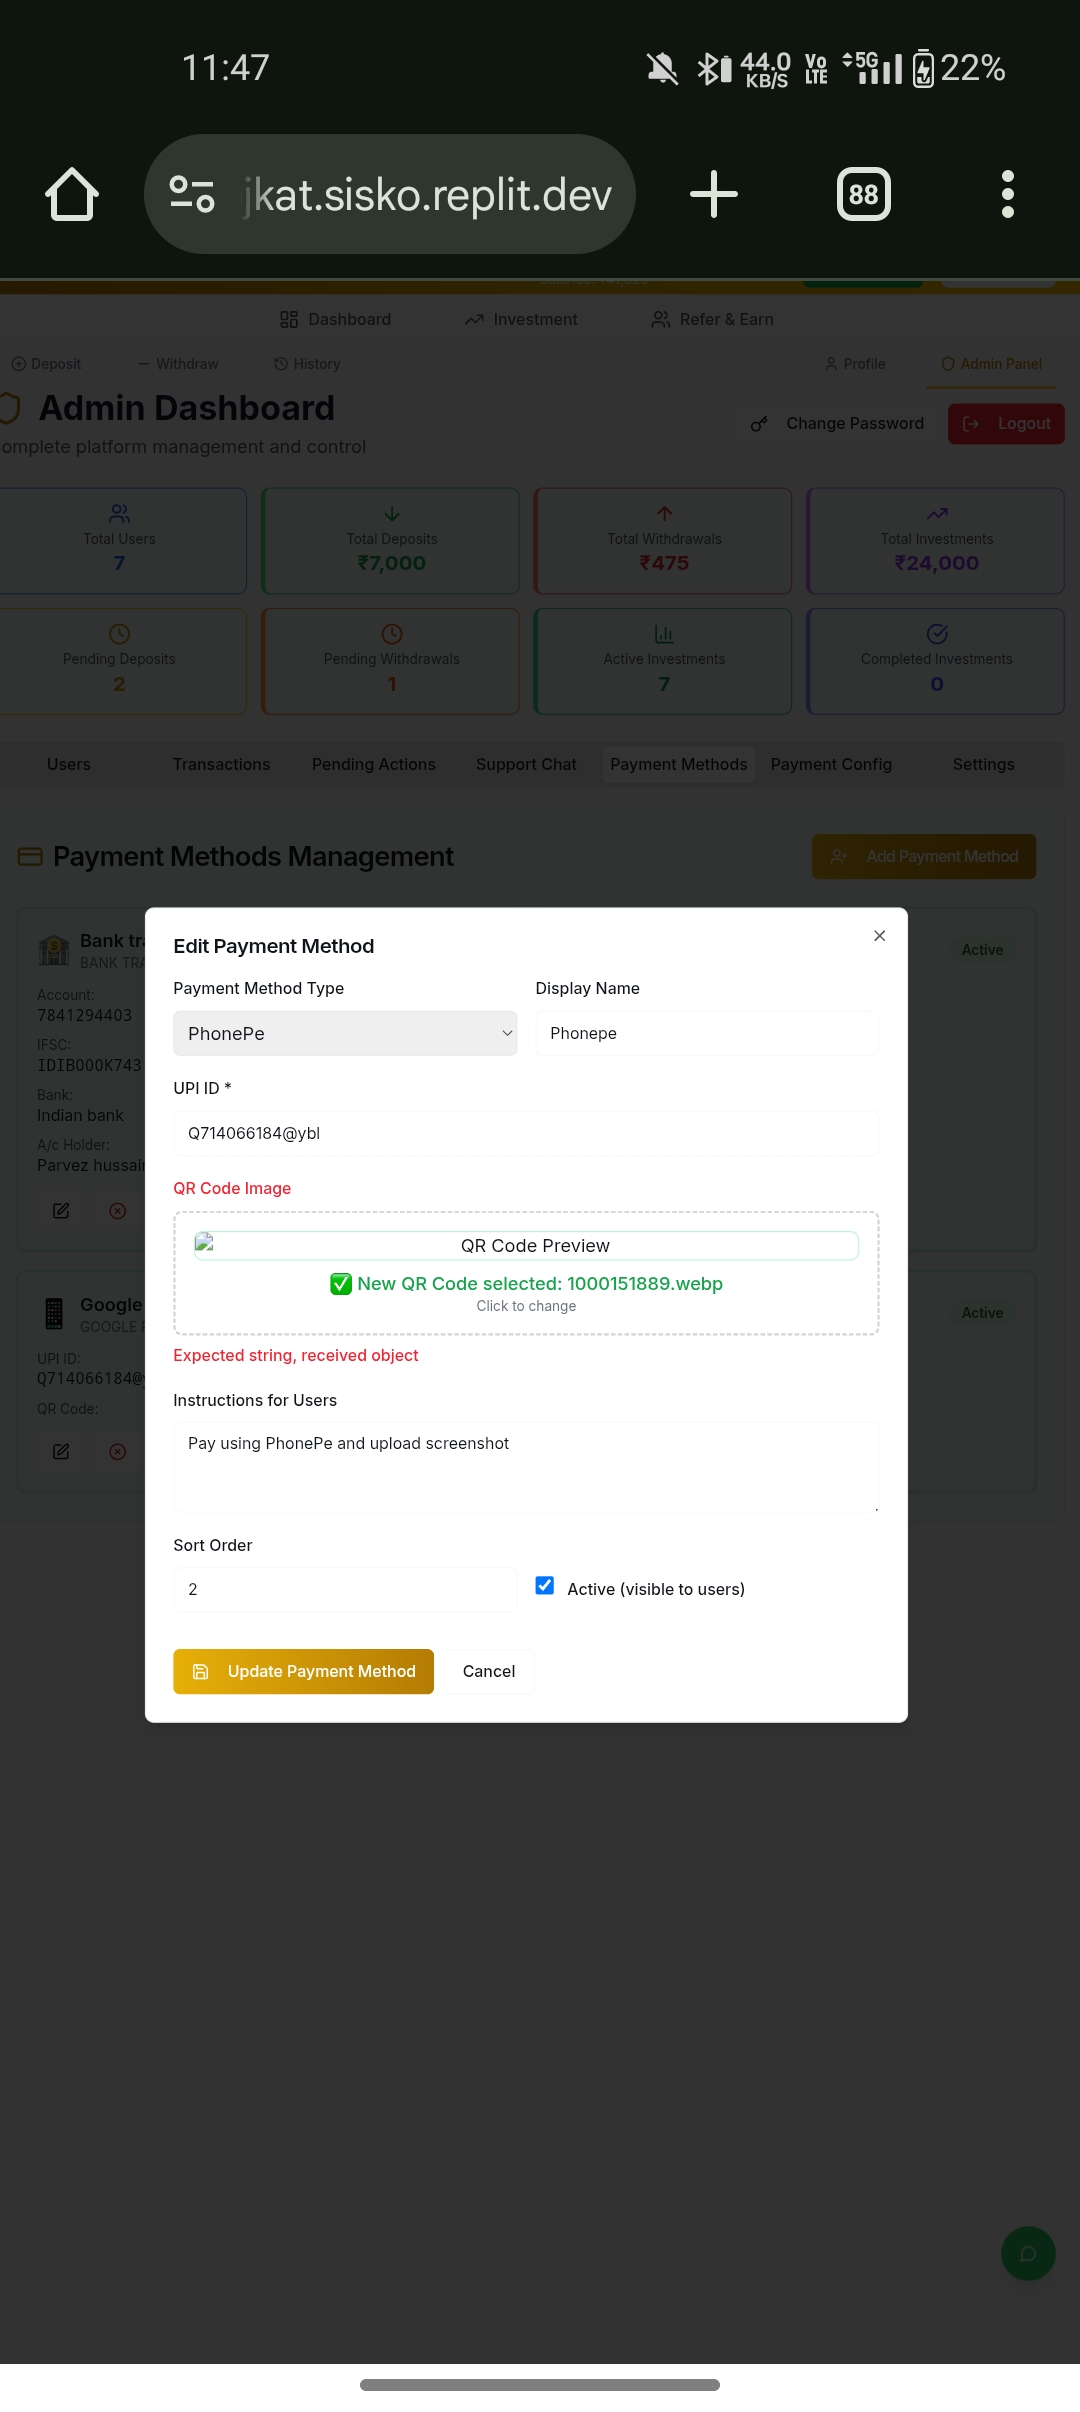 11:47
44.0 KB/S
Vo LTE
5G
22%
jkat.sisko.replit.dev
88
Dashboard
Investment
Refer & Earn
Deposit
Withdraw
History
Profile
Admin Panel
Admin Dashboard
omplete platform management and control
Change Password
Logout
Total Users
7
Total Deposits
₹7,000
Total Withdrawals
₹475
Total Investments
₹24,000
Pending Deposits
2
Pending Withdrawals
1
Active Investments
7
Completed Investments
0
Users
Transactions
Pending Actions
Support Chat
Payment Methods
Payment Config
Settings
Payment Methods Management
Add Payment Method
Bank tra
BANK TRA
Active
Account:
7841294403
IFSC:
IDIB000K743
Bank:
Indian bank
A/c Holder:
Parvez hussain
Google
GOOGLE P
Active
UPI ID:
Q714066184@y
QR Code:
Edit Payment Method
Payment Method Type
Display Name
PhonePe
Phonepe
UPI ID *
Q714066184@ybl
QR Code Image
QR Code Preview
New QR Code selected: 1000151889.webp
Click to change
Expected string, received object
Instructions for Users
Pay using PhonePe and upload screenshot
Sort Order
2
Active (visible to users)
Update Payment Method
Cancel